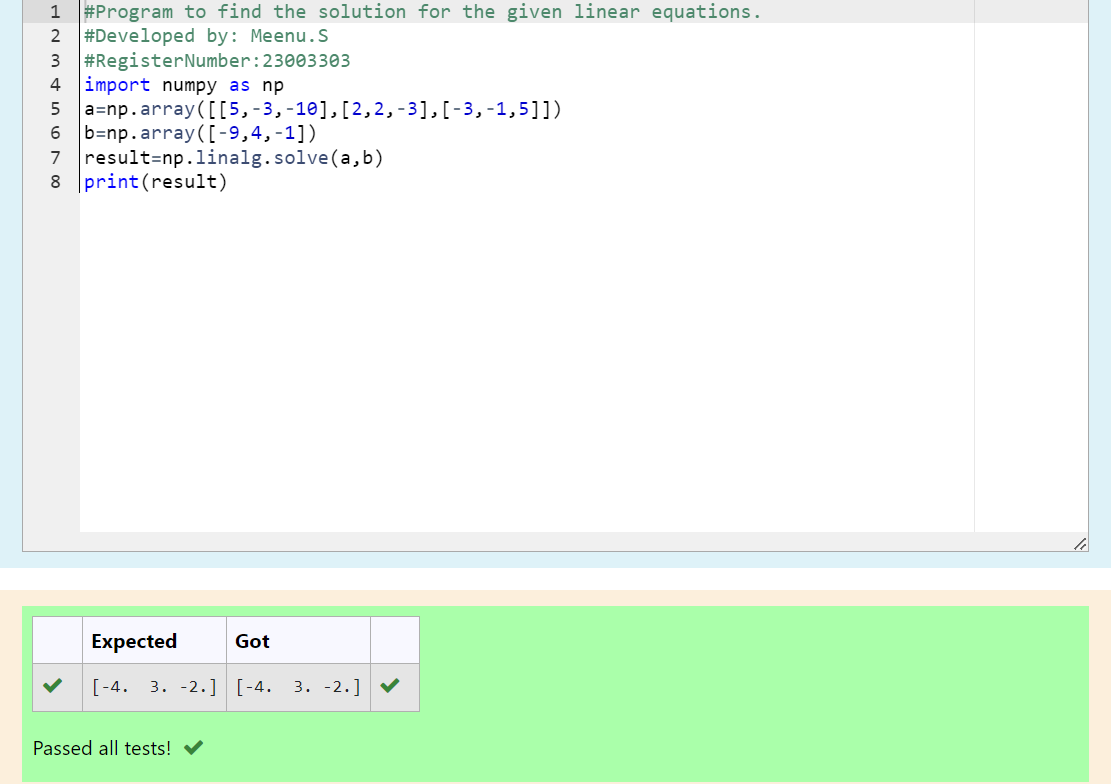 1 #Program to find the solution for the given linear equations.
2 #Developed by: Meenu.S
3 #RegisterNumber:23003303
4 import numpy as np
5 a=np.array([[5,-3,-10],[2,2,-3],[-3,-1,5]])
6 b=np.array([-9,4,-1])
7 result=np.linalg.solve(a,b)
8 print(result)
Expected Got
[-4.  3. -2.] [-4.  3. -2.]
Passed all tests!